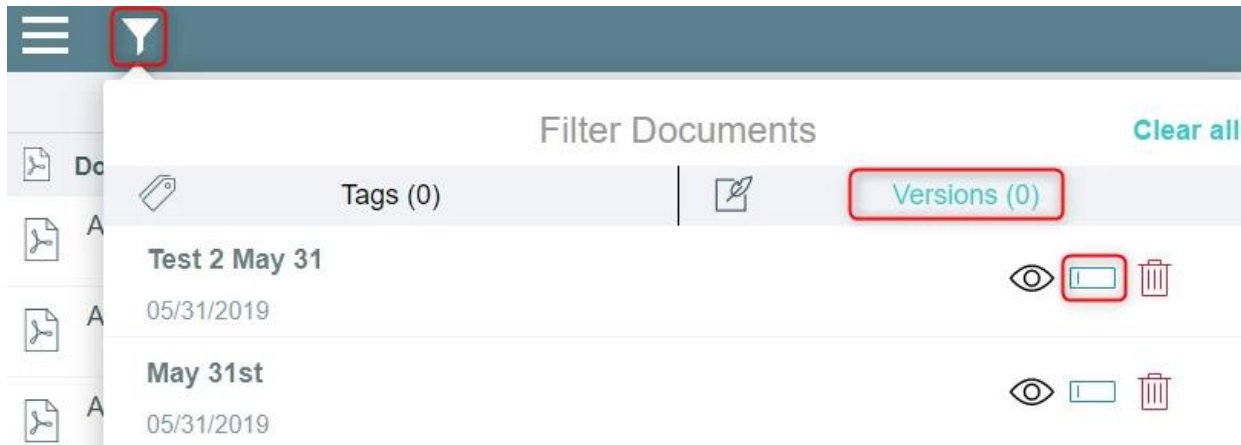 Filter Documents
Clear all
Do
Tags (0)
Versions (0)
A
Test 2 May 31
05/31/2019
A
May 31st
A
05/31/2019